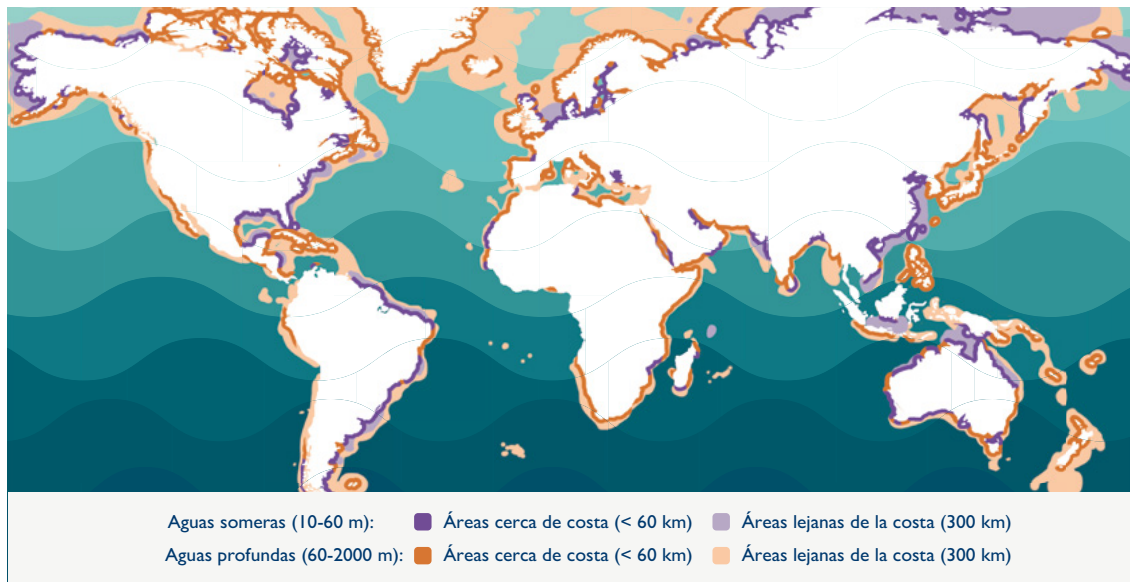 Aguas someras (10-60 m): Áreas cerca de costa (< 60 km) Áreas lejanas de la costa (300 km)
Aguas profundas (60-2000 m): Áreas cerca de costa (< 60 km) Áreas lejanas de la costa (300 km)